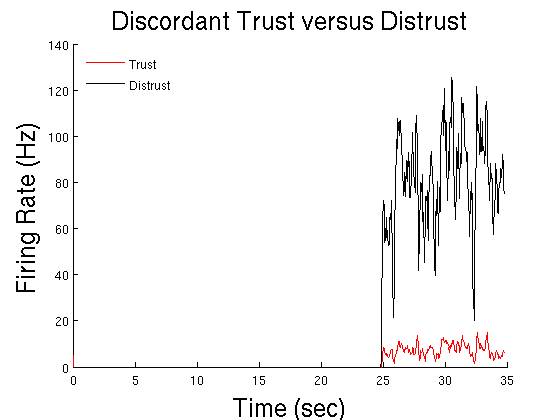 Discordant Trust versus Distrust
140
120
100
80
60
40
20
0
Firing Rate (Hz)
Trust
Distrust
0 5 10 15 20 25 30 35
Time (sec)